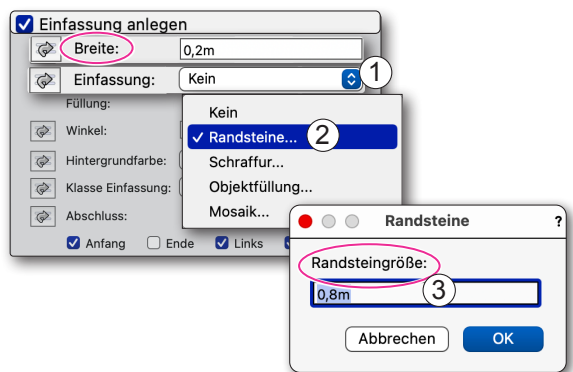 Einfassung anlegen
Breite: 0,2m
Einfassung: Kein 1
Füllung:
Kein
Winkel:
Randsteine... 2
Hintergrundfarbe:
Schraffur...
Klasse Einfassung:
Objektfüllung...
Abschluss:
Mosaik...
Anfang Ende Links
Randsteine ?
Randsteingröße:
0,8m 3
Abbrechen OK